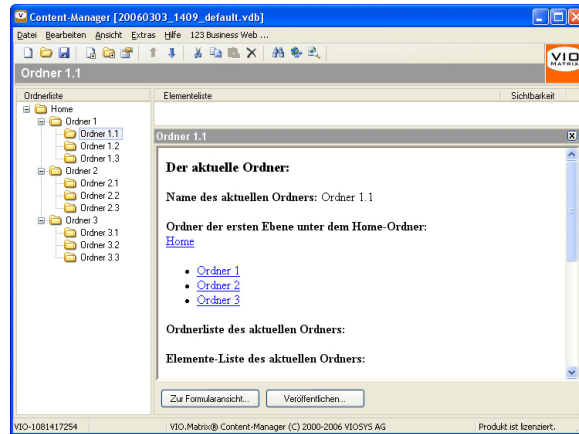 Content-Manager [20060303_1409_default.vdb]
Datei Bearbeiten Ansicht Extras Hilfe 123 Business Web ...
VIO
MATRIX
Ordner 1.1
Ordnerliste
Elementeliste
Sichtbarkeit
Home
Ordner 1
Ordner 1.1
Ordner 1.2
Ordner 1.3
Ordner 2
Ordner 2.1
Ordner 2.2
Ordner 2.3
Ordner 3
Ordner 3.1
Ordner 3.2
Ordner 3.3
Ordner 1.1
Der aktuelle Ordner:
Name des aktuellen Ordners: Ordner 1.1
Ordner der ersten Ebene unter dem Home-Ordner:
Home
Ordner 1
Ordner 2
Ordner 3
Ordnerliste des aktuellen Ordners:
Elemente-Liste des aktuellen Ordners:
Zur Formularansicht...
Veröffentlichen...
VIO-1081417254
VIO.Matrix® Content-Manager (C) 2000-2006 VIOSYS AG
Produkt ist lizenziert.